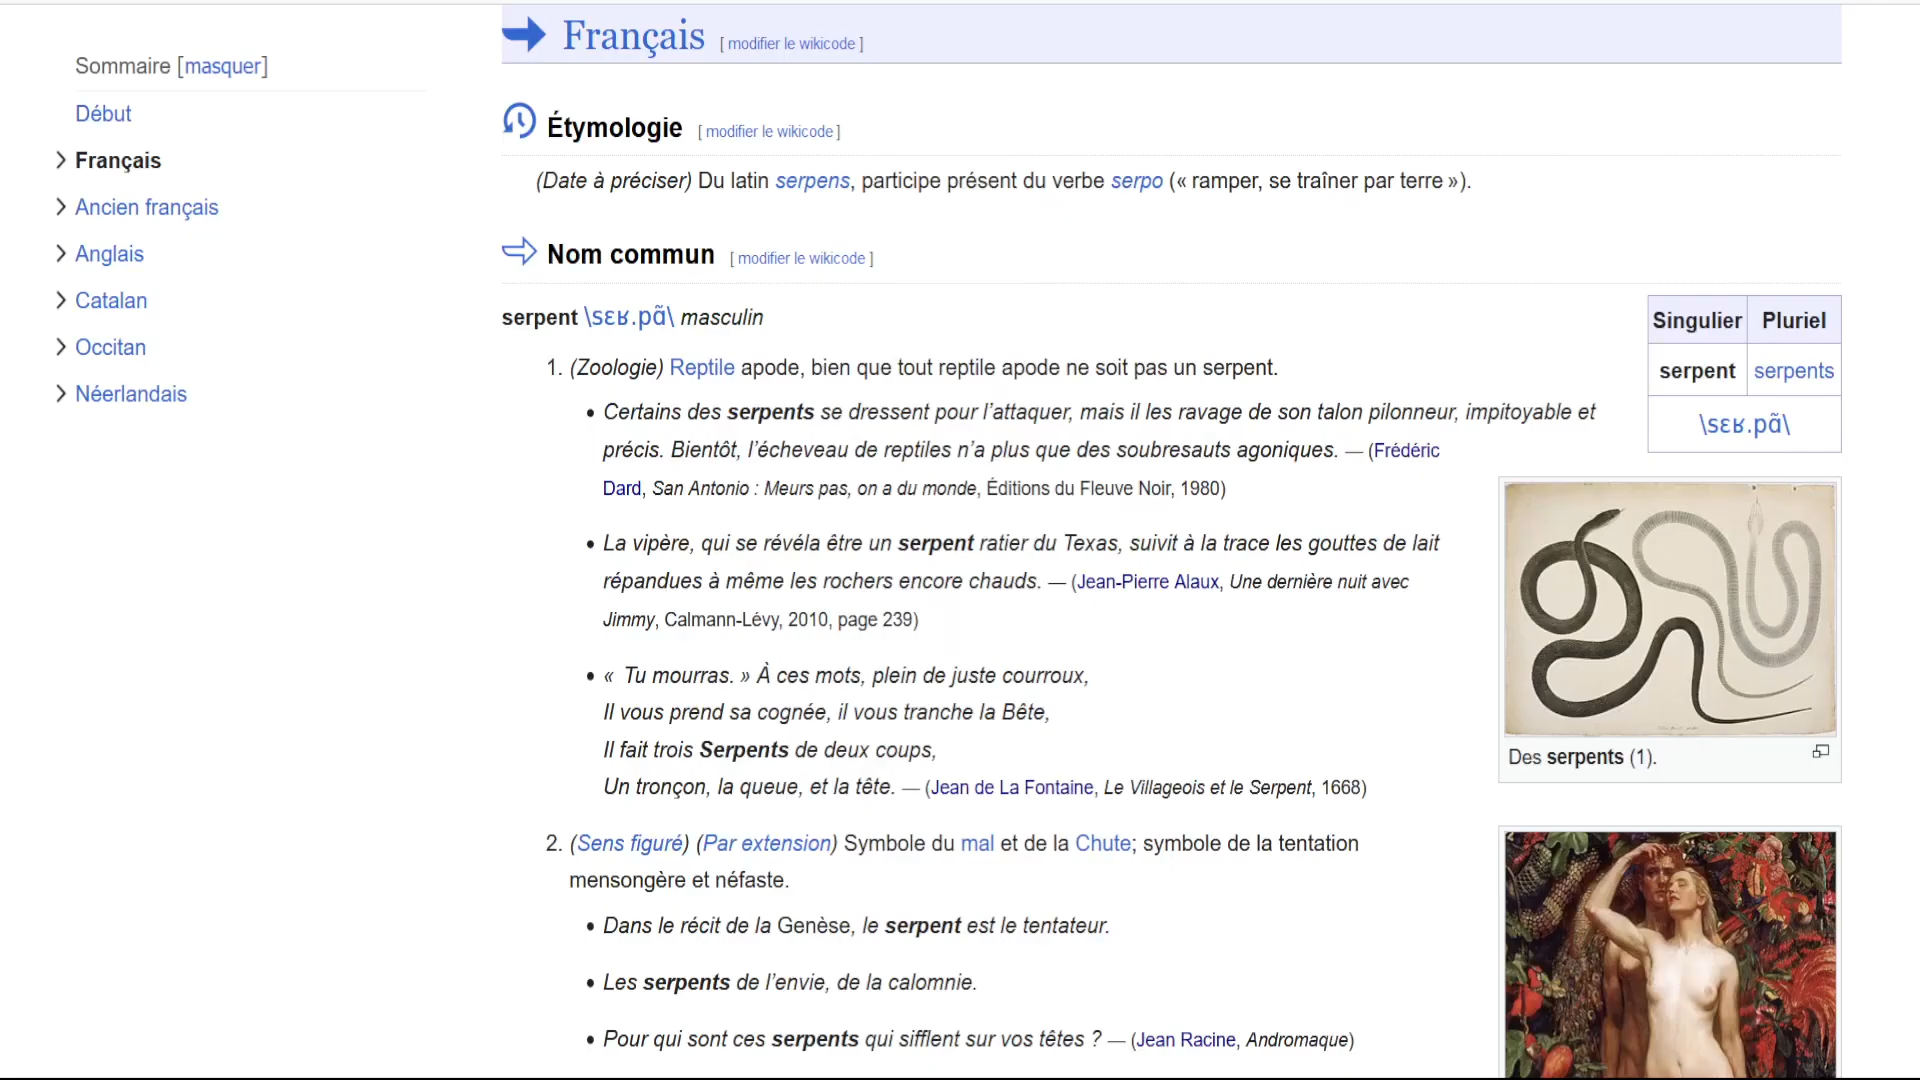 Sommaire [masquer]
Début
Français
Ancien français
Anglais
Catalan
Occitan
Néerlandais
Français [ modifier le wikicode ]
Étymologie [ modifier le wikicode ]
(Date à préciser) Du latin serpens, participe présent du verbe serpo (« ramper, se traîner par terre »).
Nom commun [ modifier le wikicode ]
serpent \sɛʁ.pɑ̃\ masculin
1. (Zoologie) Reptile apode, bien que tout reptile apode ne soit pas un serpent.
• Certains des serpents se dressent pour l’attaquer, mais il les ravage de son talon pilonneur, impitoyable et
précis. Bientôt, l’écheveau de reptiles n’a plus que des soubresauts agoniques. — (Frédéric
Dard, San Antonio : Meurs pas, on a du monde, Éditions du Fleuve Noir, 1980)
• La vipère, qui se révéla être un serpent ratier du Texas, suivit à la trace les gouttes de lait
répandues à même les rochers encore chauds. — (Jean-Pierre Alaux, Une dernière nuit avec
Jimmy, Calmann-Lévy, 2010, page 239)
• « Tu mourras. » À ces mots, plein de juste courroux,
Il vous prend sa cognée, il vous tranche la Bête,
Il fait trois Serpents de deux coups,
Un tronçon, la queue, et la tête. — (Jean de La Fontaine, Le Villageois et le Serpent, 1668)
2. (Sens figuré) (Par extension) Symbole du mal et de la Chute; symbole de la tentation
mensongère et néfaste.
• Dans le récit de la Genèse, le serpent est le tentateur.
• Les serpents de l’envie, de la calomnie.
• Pour qui sont ces serpents qui sifflent sur vos têtes ? — (Jean Racine, Andromaque)
Singulier Pluriel
serpent serpents
\sɛʁ.pɑ̃\
Des serpents (1).